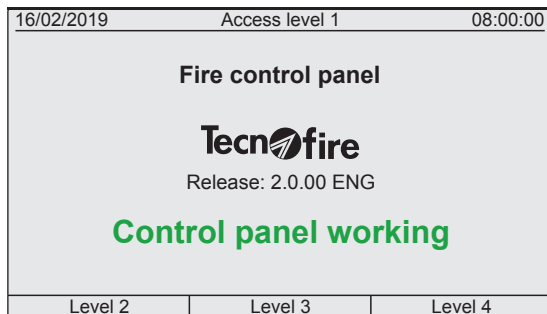 16/02/2019 Access level 1 08:00:00
Fire control panel
Tecnofire
Release: 2.0.00 ENG
Control panel working
Level 2 Level 3 Level 4